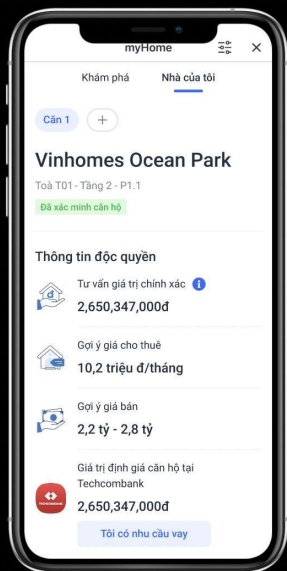 myHome
Khám phá
Nhà của tôi
Căn 1
Vinhomes Ocean Park
Toà T01 - Tầng 2 - P1.1
Đã xác minh căn hộ
Thông tin độc quyền
Tư vấn giá trị chính xác
đ
2,650,347,000đ
Gợi ý giá cho thuê
10,2 triệu đ/tháng
Gợi ý giá bán
2,2 tỷ - 2,8 tỷ
Giá trị định giá căn hộ tại
Techcombank
TECHCOMBANK
2,650,347,000đ
Tôi có nhu cầu vay